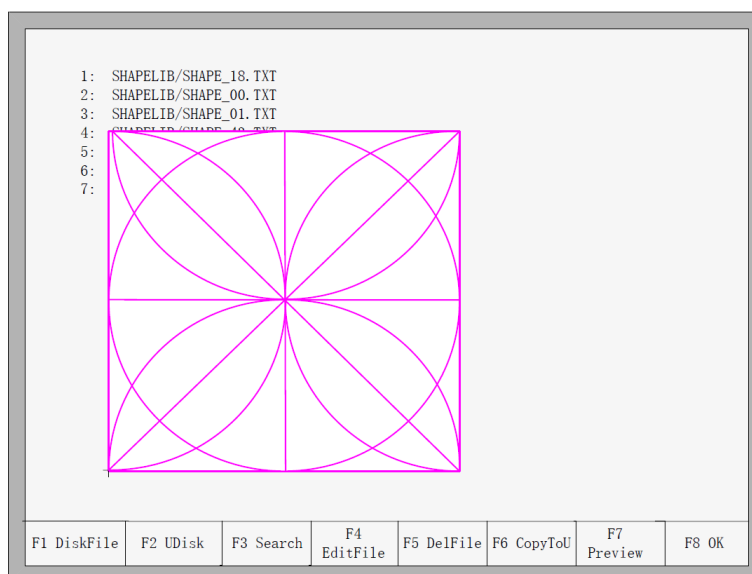 1: SHAPELIB/SHAPE_18.TXT
2: SHAPELIB/SHAPE_00.TXT
3: SHAPELIB/SHAPE_01.TXT
4:
5:
6:
7:
F1 DiskFile
F2 UDisk
F3 Search
F4 EditFile
F5 DelFile
F6 CopyToU
F7 Preview
F8 OK